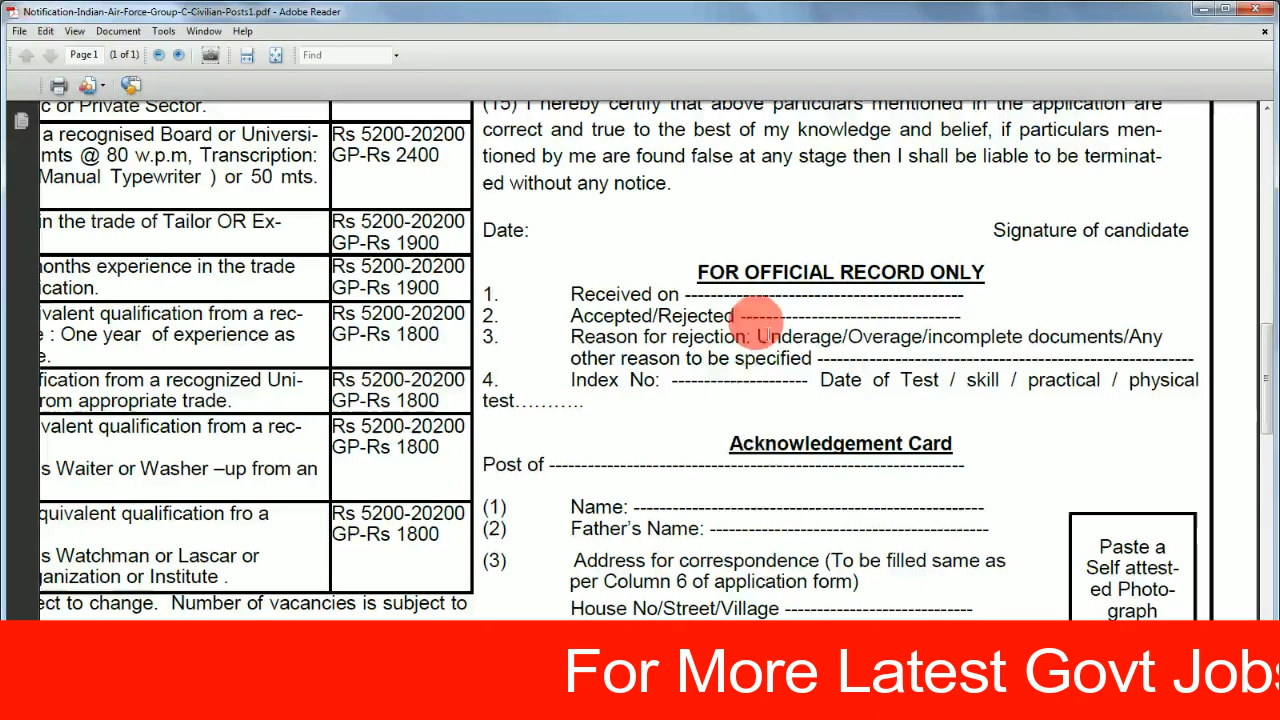 Notification-Indian-Air-Force-Group-C-Civilian-Posts1.pdf - Adobe Reader
File Edit View Document Tools Window Help
Page 1 (1 of 1) Find
c or Private Sector.
a recognised Board or Universi-
mts @ 80 w.p.m, Transcription:
Manual Typewriter ) or 50 mts.
Rs 5200-20200
GP-Rs 2400
in the trade of Tailor OR Ex-
Rs 5200-20200
GP-Rs 1900
onths experience in the trade
ication.
Rs 5200-20200
GP-Rs 1900
ivalent qualification from a rec-
e : One year of experience as
e.
Rs 5200-20200
GP-Rs 1800
fication from a recognized Uni-
rom appropriate trade.
Rs 5200-20200
GP-Rs 1800
valent qualification from a rec-
s Waiter or Washer –up from an
Rs 5200-20200
GP-Rs 1800
quivalent qualification fro a
s Watchman or Lascar or
ganization or Institute .
Rs 5200-20200
GP-Rs 1800
ect to change. Number of vacancies is subject to
(15) I hereby certify that above particulars mentioned in the application are
correct and true to the best of my knowledge and belief, if particulars men-
tioned by me are found false at any stage then I shall be liable to be terminat-
ed without any notice.
Date: Signature of candidate
FOR OFFICIAL RECORD ONLY
1. Received on -------------------------------------------
2. Accepted/Rejected ----------------------------------
3. Reason for rejection: Underage/Overage/incomplete documents/Any
other reason to be specified ----------------------------------------------------------
4. Index No: --------------------- Date of Test / skill / practical / physical
test………..
Acknowledgement Card
Post of ----------------------------------------------------------------
(1) Name: ------------------------------------------------------
(2) Father’s Name: -------------------------------------------
(3) Address for correspondence (To be filled same as
per Column 6 of application form)
House No/Street/Village -----------------------------
Paste a
Self attest-
ed Photo-
graph
For More Latest Govt Jobs